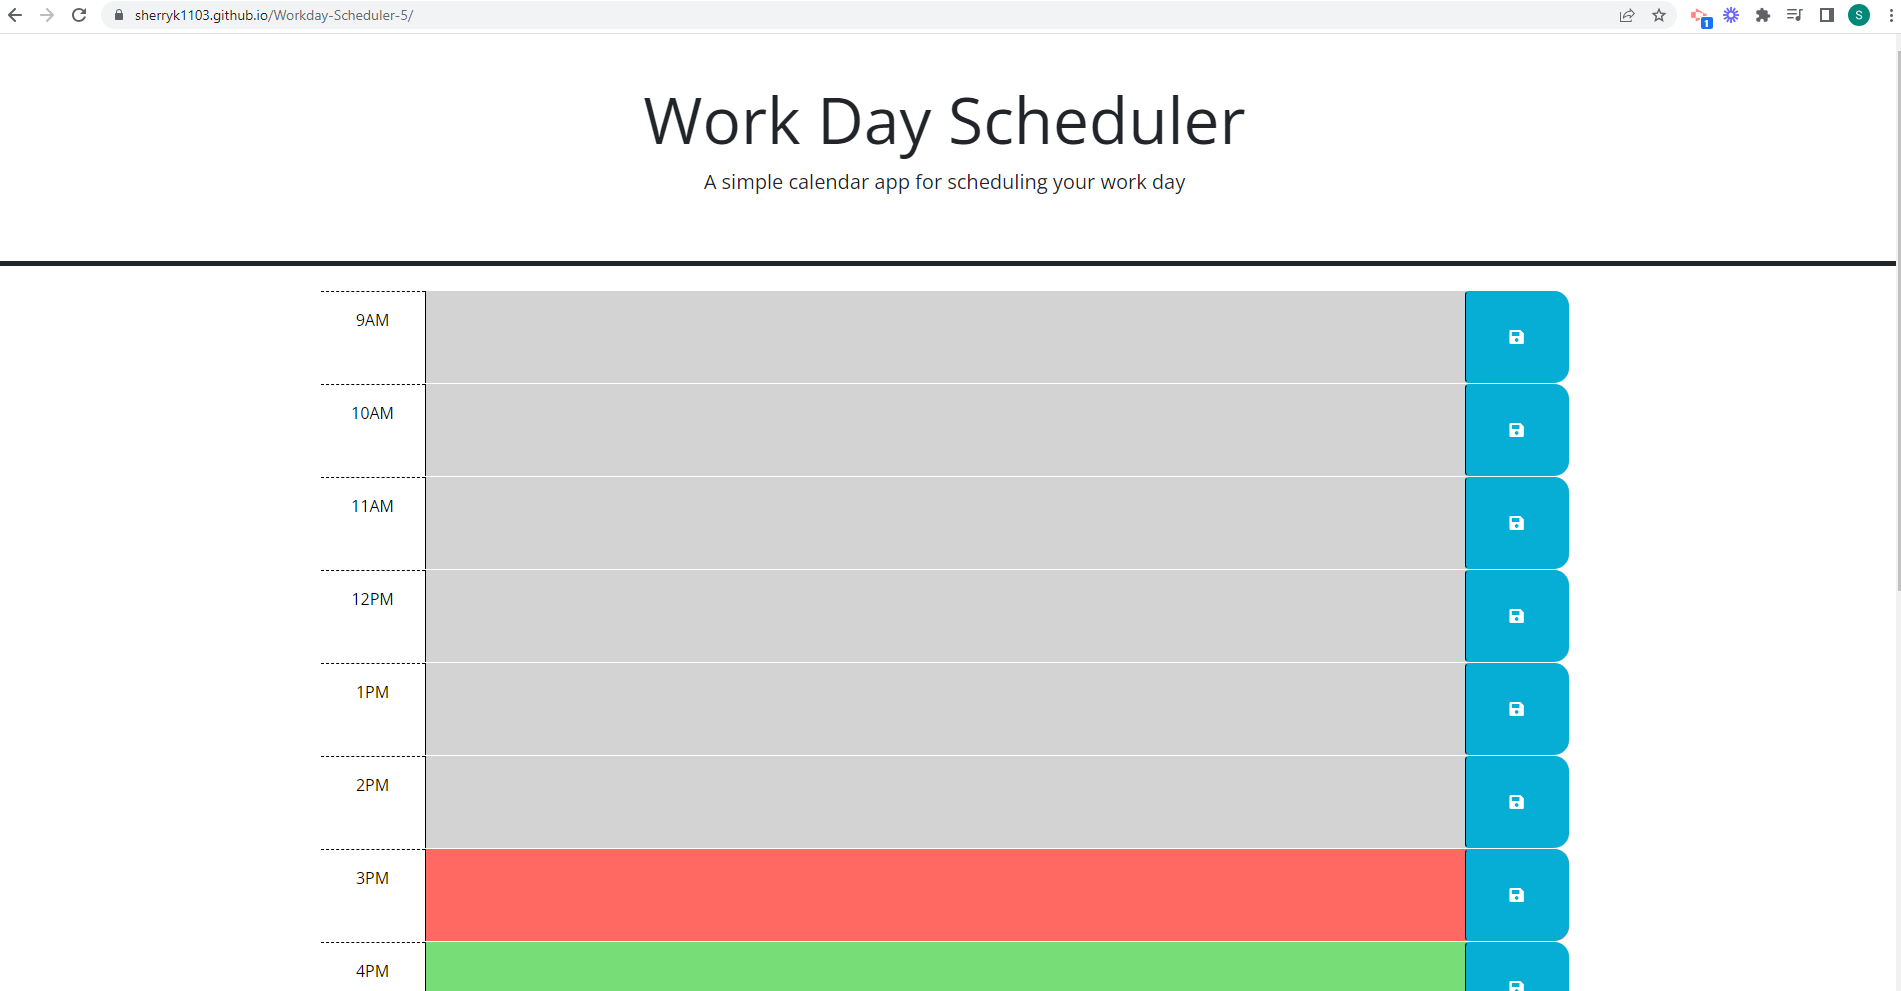 sherryk1103.github.io/Workday-Scheduler-5/
1
S
Work Day Scheduler
A simple calendar app for scheduling your work day
9AM
10AM
11AM
12PM
1PM
2PM
3PM
4PM